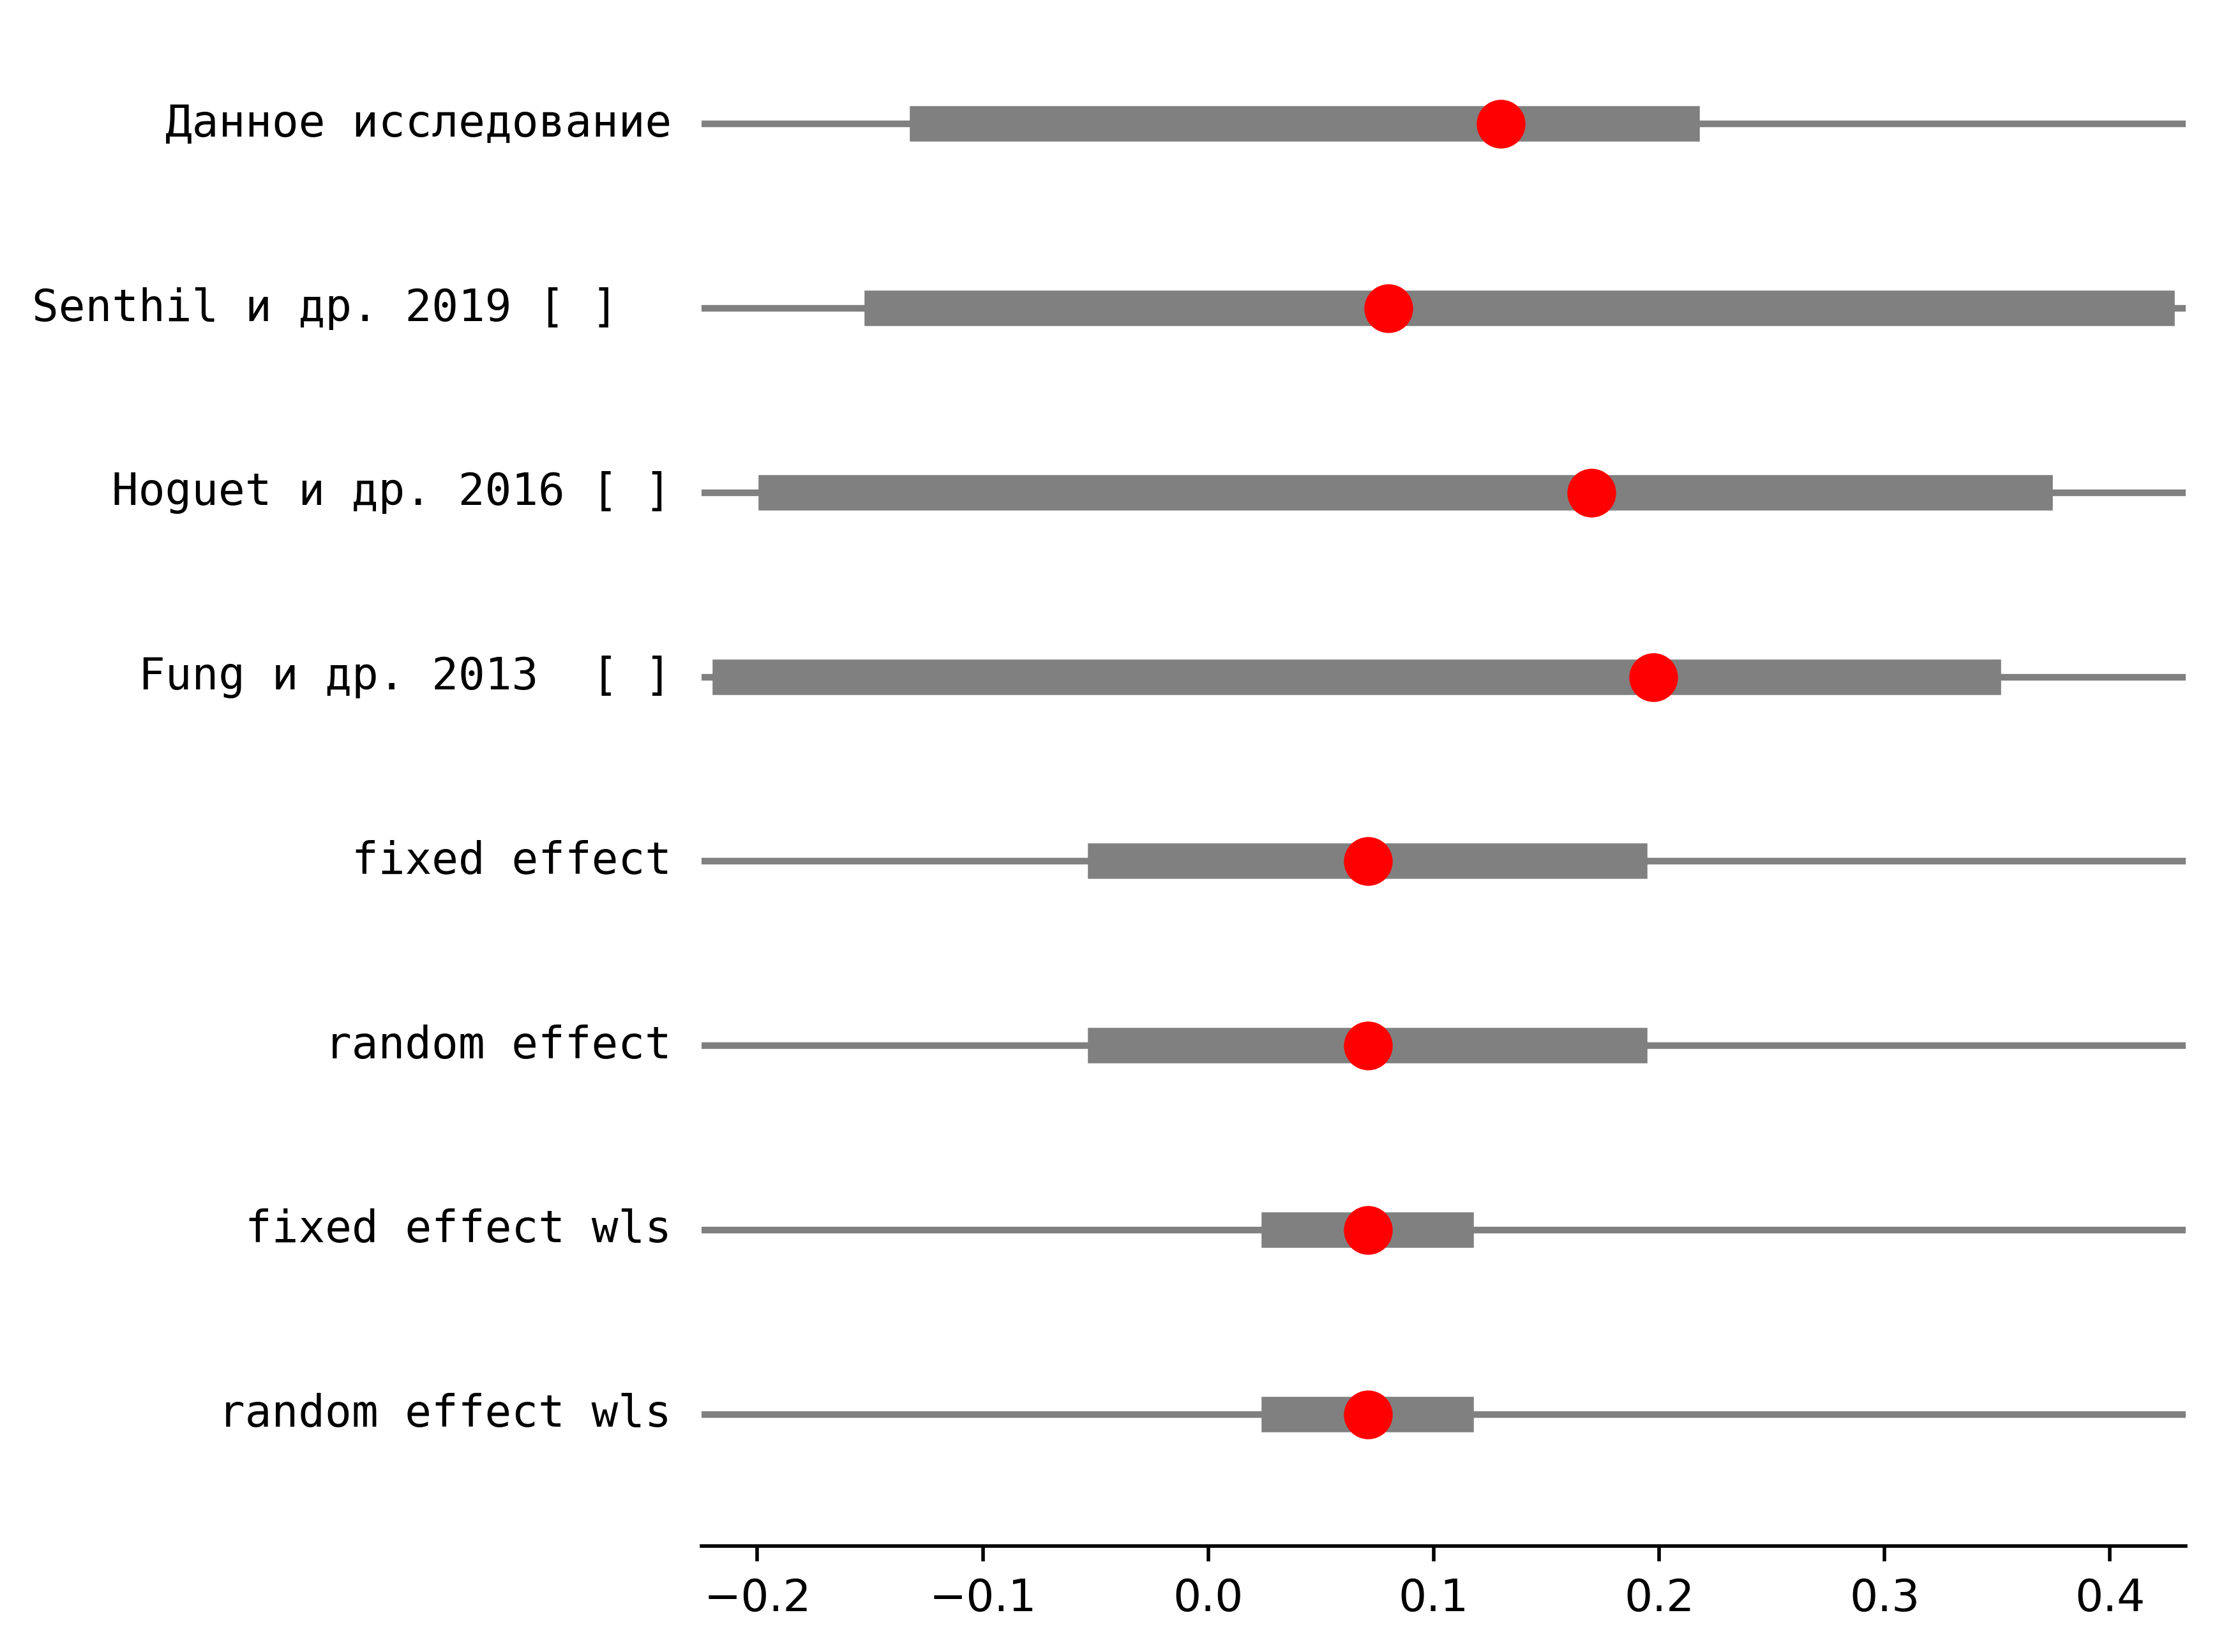 Данное исследование
Senthil и др. 2019 [ ]
Hoguet и др. 2016 [ ]
Fung и др. 2013  [ ]
fixed effect
random effect
fixed effect wls
random effect wls
−0.2 −0.1 0.0 0.1 0.2 0.3 0.4